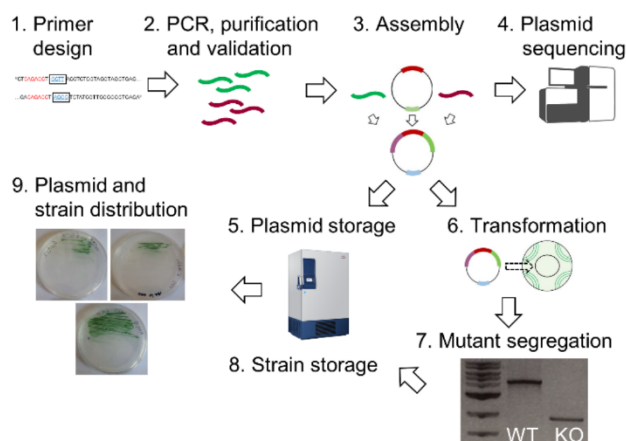 1. Primer
design
2. PCR, purification
and validation
3. Assembly
4. Plasmid
sequencing
9. Plasmid and
strain distribution
5. Plasmid storage
6. Transformation
7. Mutant segregation
8. Strain storage
WT KO